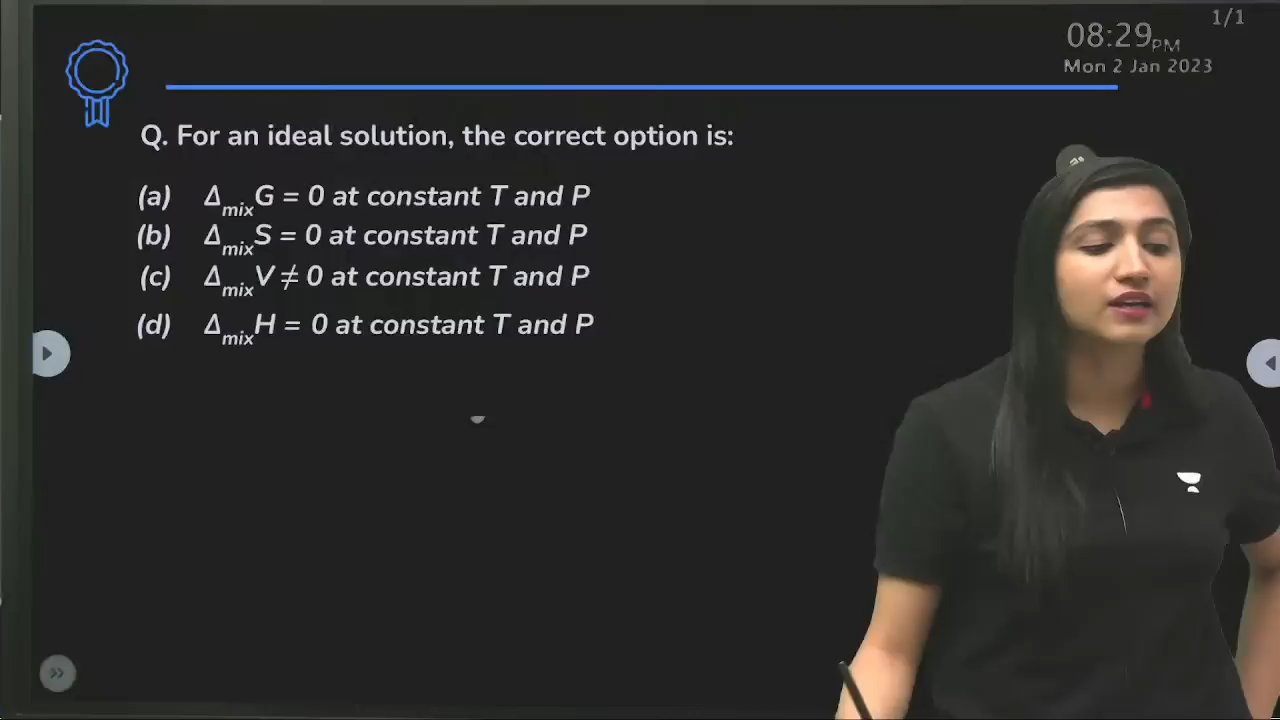 1/1
08:29PM
Mon 2 Jan 2023
Q. For an ideal solution, the correct option is:
(a) ΔmixG = 0 at constant T and P
(b) ΔmixS = 0 at constant T and P
(c) ΔmixV ≠ 0 at constant T and P
(d) ΔmixH = 0 at constant T and P